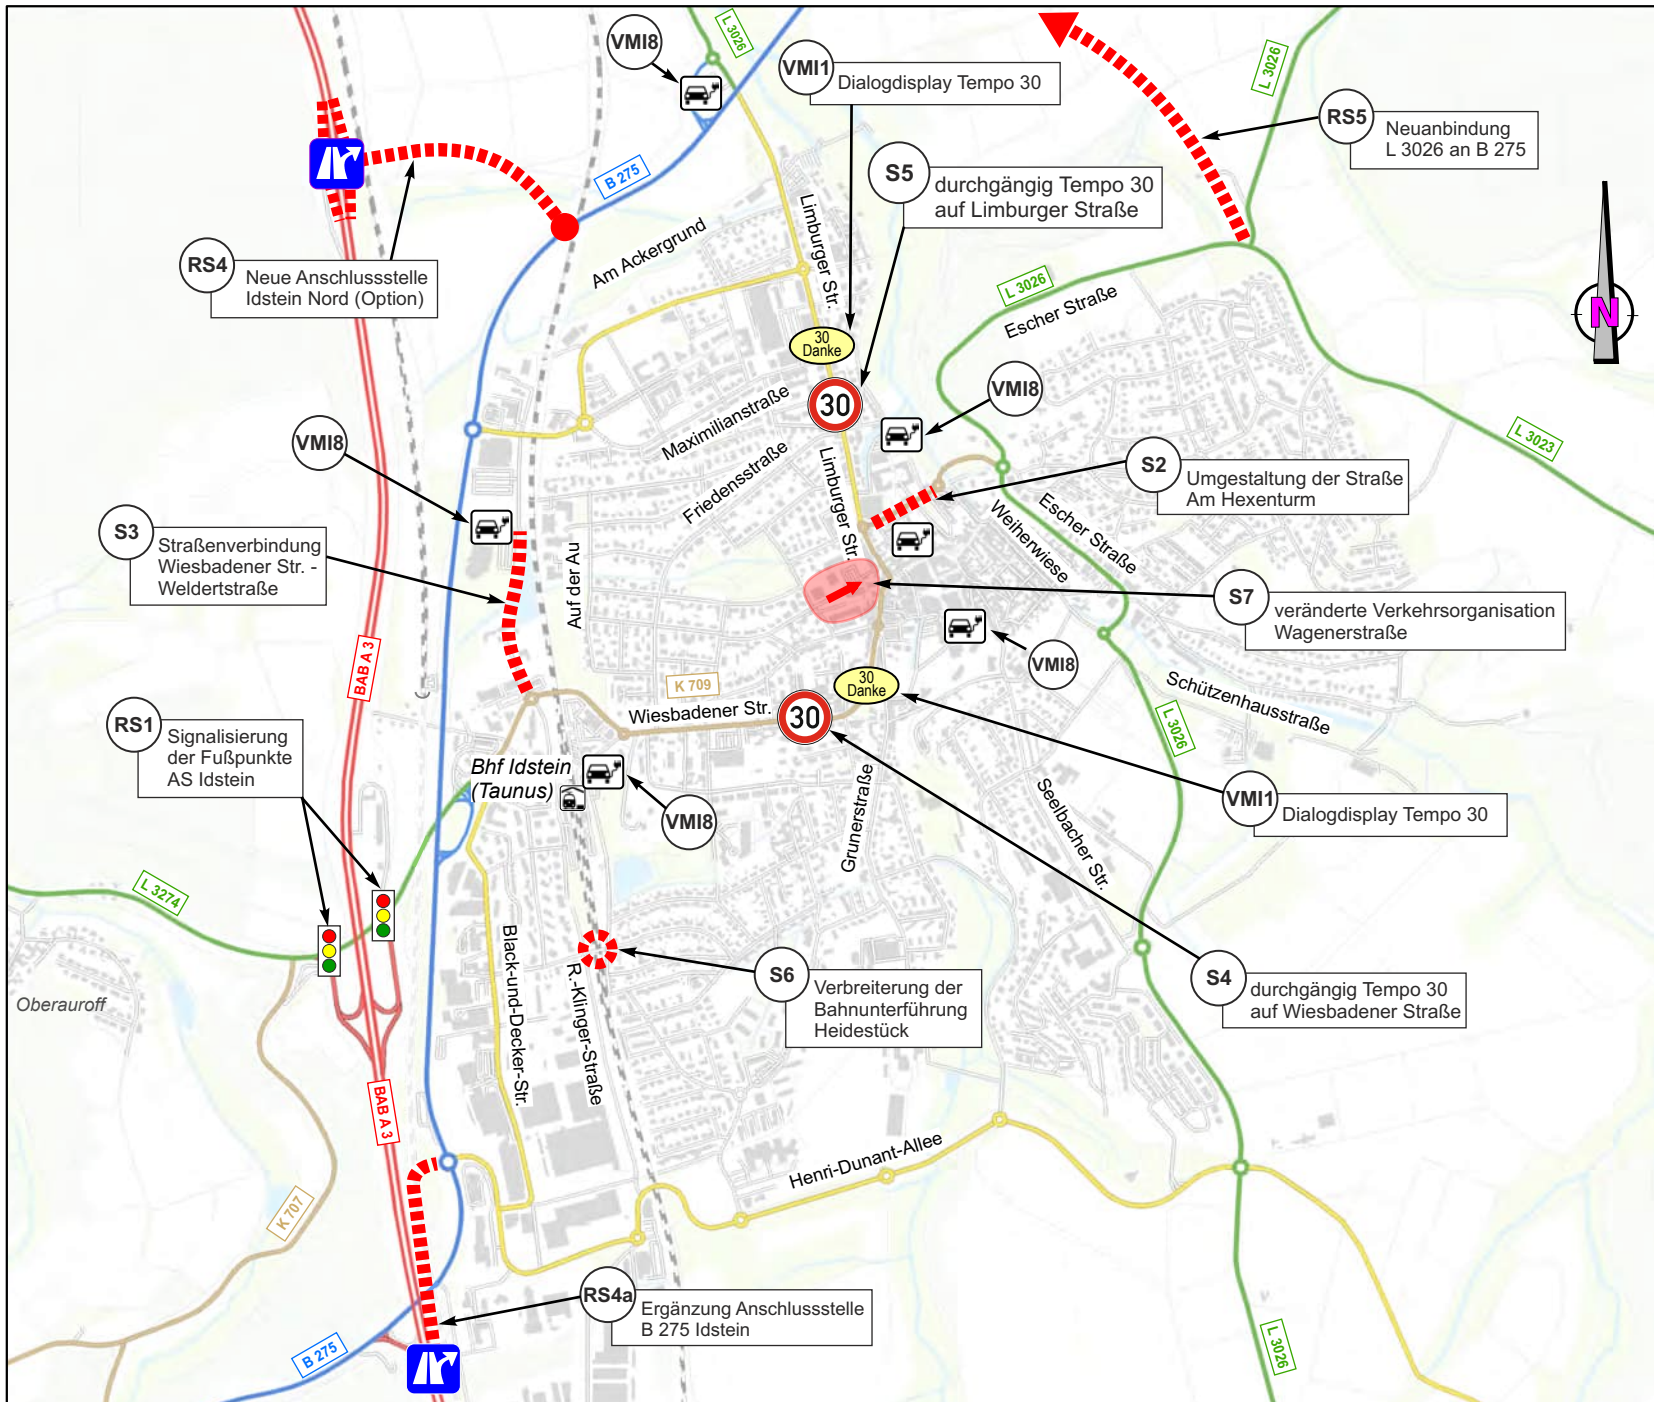 L 3026
VMI8
VMI1
Dialogdisplay Tempo 30
L 3026
RS5
Neuanbindung
L 3026 an B 275
B 275
S5
durchgängig Tempo 30
auf Limburger Straße
Limburger Str.
Am Ackergrund
RS4
Neue Anschlussstelle
Idstein Nord (Option)
L 3026
Escher Straße
N
30
Danke
30
VMI8
Maximilianstraße
VMI8
Friedensstraße
Limburger Str.
L 3023
S2
Umgestaltung der Straße
Am Hexenturm
Weiherwiese
Escher Straße
S3
Straßenverbindung
Wiesbadener Str. -
Weldertstraße
Auf der Au
S7
veränderte Verkehrsorganisation
Wagenerstraße
BAB A 3
VMI8
K 709
30
Danke
Wiesbadener Str.
30
Schützenhausstraße
L 3026
RS1
Signalisierung
der Fußpunkte
AS Idstein
Bhf Idstein
(Taunus)
VMI8
Grunerstraße
Seelbacher Str.
VMI1
Dialogdisplay Tempo 30
L 3274
Oberauroff
Black-und-Decker-Str.
R.-Klinger-Straße
S6
Verbreiterung der
Bahnunterführung
Heidestück
S4
durchgängig Tempo 30
auf Wiesbadener Straße
BAB A 3
Henri-Dunant-Allee
K 707
RS4a
Ergänzung Anschlussstelle
B 275 Idstein
B 275
L 3026